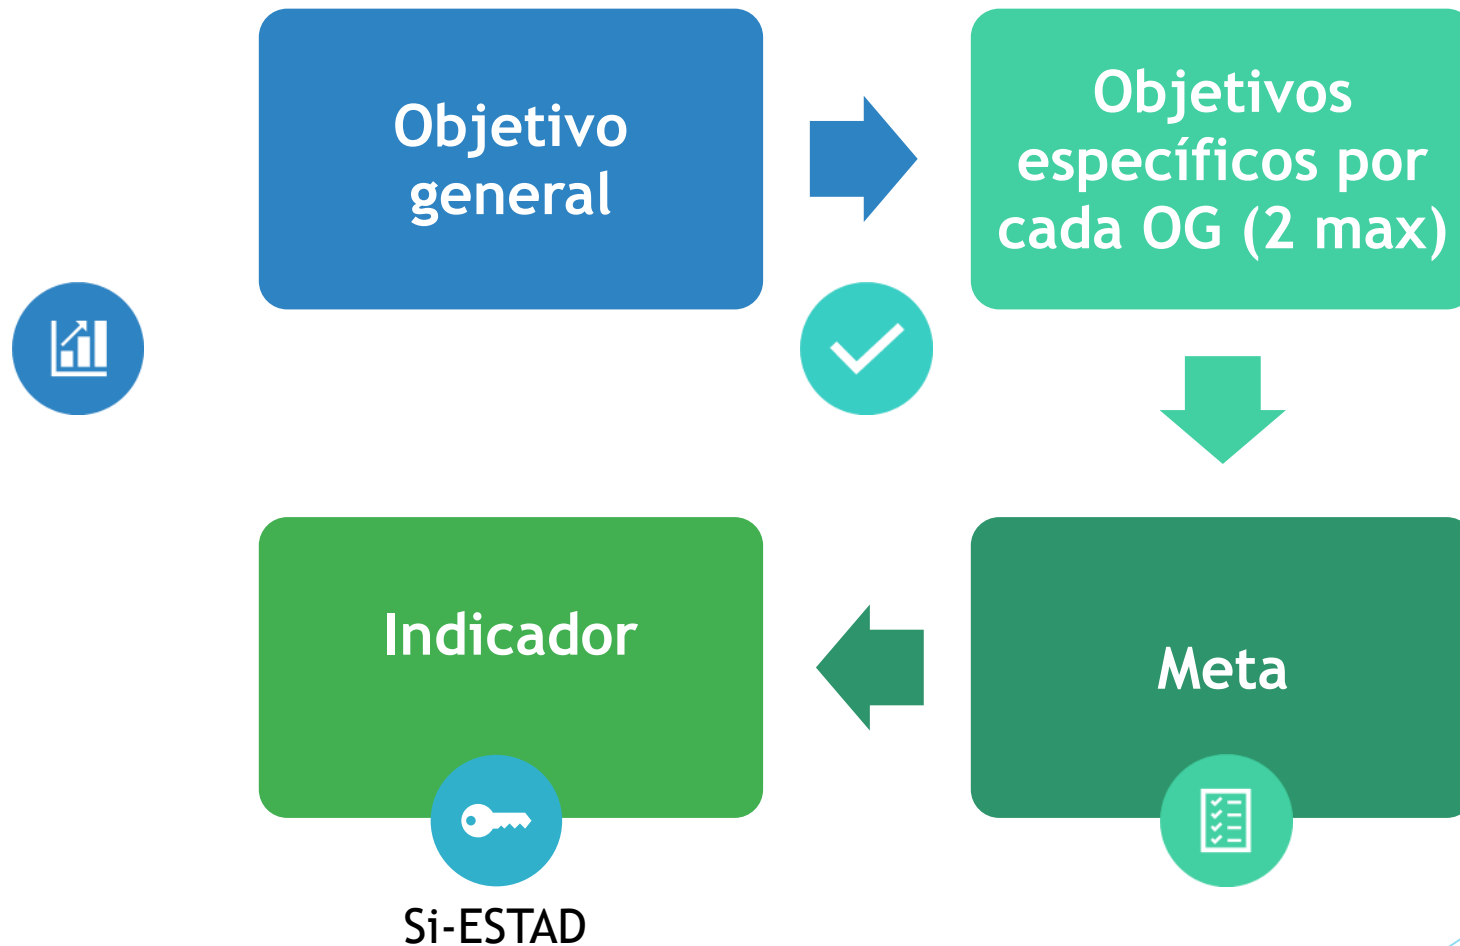 Objetivo
general
Objetivos
específicos por
cada OG (2 max)
Indicador
Meta
Si-ESTAD